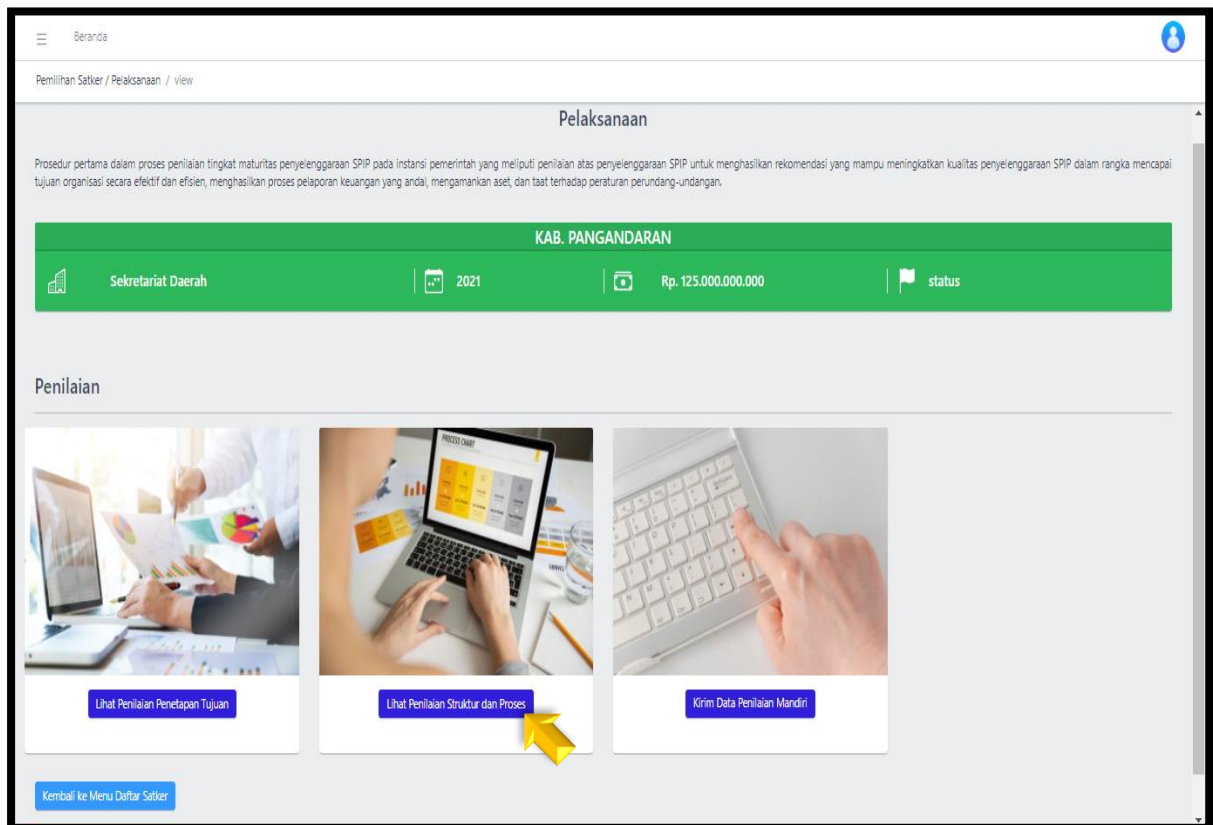 Beranda
Pemilihan Satker / Pelaksanaan / view
Pelaksanaan
Prosedur pertama dalam proses penilaian tingkat maturitas penyelenggaraan SPIP pada instansi pemerintah yang meliputi penilaian atas penyelenggaraan SPIP untuk menghasilkan rekomendasi yang mampu meningkatkan kualitas penyelenggaraan SPIP dalam rangka mencapai
tujuan organisasi secara efektif dan efisien, menghasilkan proses pelaporan keuangan yang andal, mengamankan aset, dan taat terhadap peraturan perundang-undangan.
KAB. PANGANDARAN
Sekretariat Daerah 2021 Rp. 125.000.000.000 status
Penilaian
PROCESS CHART
Lihat Penilaian Penetapan Tujuan Lihat Penilaian Struktur dan Proses Kirim Data Penilaian Mandiri
Kembali ke Menu Daftar Satker